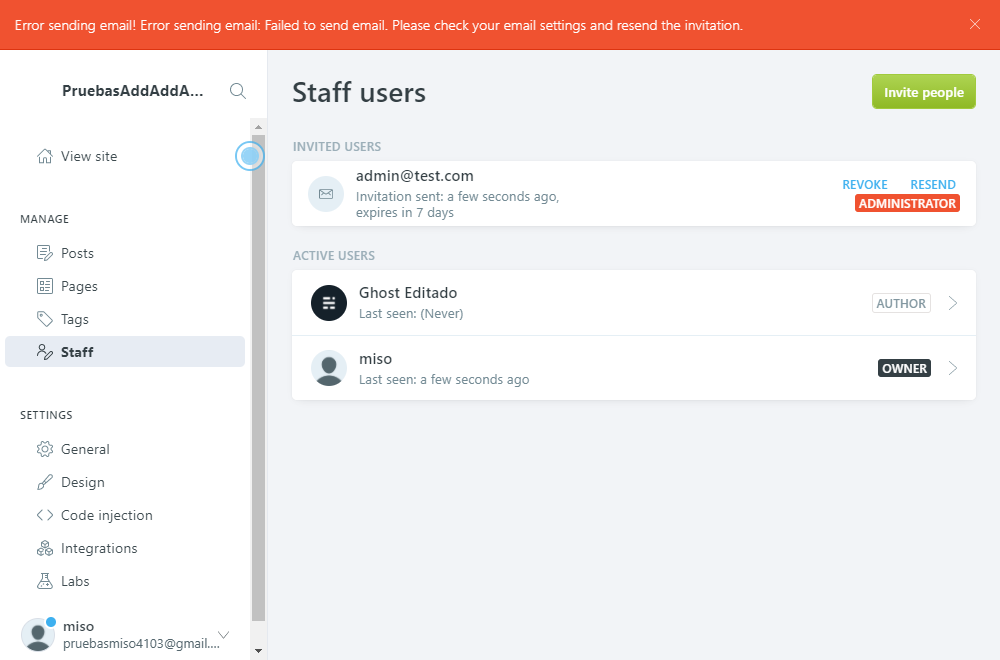 Error sending email! Error sending email: Failed to send email. Please check your email settings and resend the invitation.
PruebasAddAddA...
View site
MANAGE
Posts
Pages
Tags
Staff
SETTINGS
General
Design
Code injection
Integrations
Labs
miso
pruebasmiso4103@gmail....
Staff users
Invite people
INVITED USERS
admin@test.com
Invitation sent: a few seconds ago,
expires in 7 days
REVOKE RESEND
ADMINISTRATOR
ACTIVE USERS
Ghost Editado
Last seen: (Never)
AUTHOR
miso
Last seen: a few seconds ago
OWNER